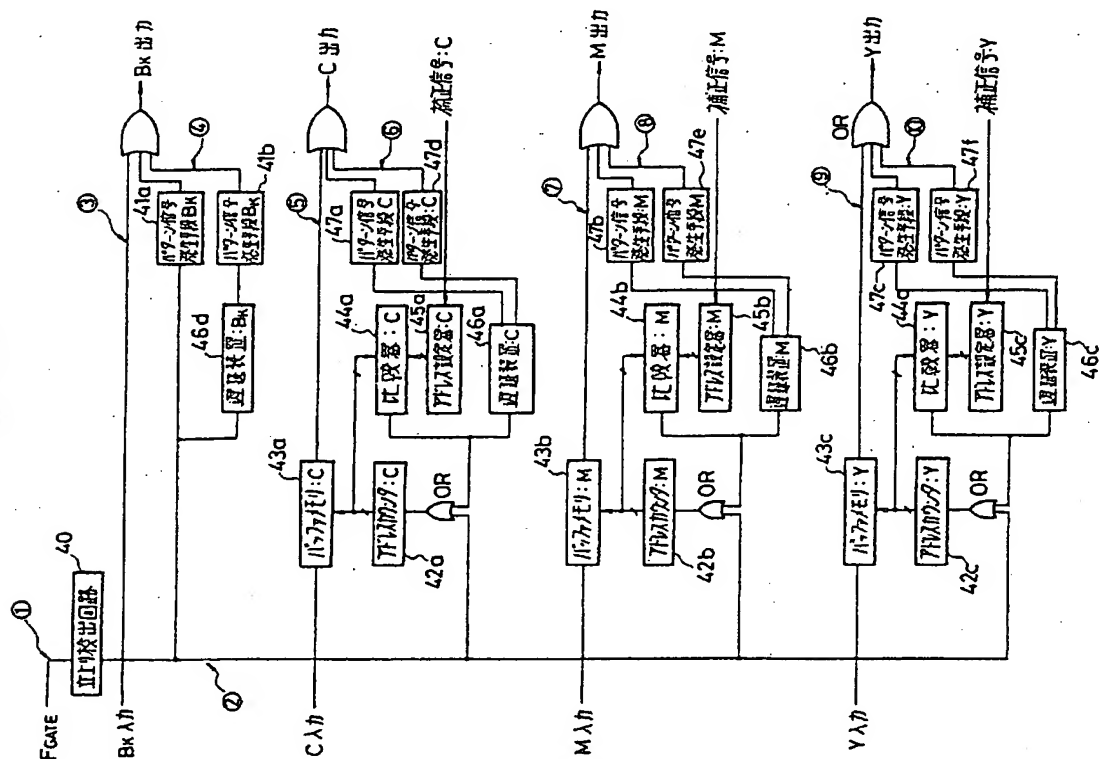 FGATE
①
40
立上り検出回路
②
BK入力
③
41a
パターン信号
発生手段BK
④
41b
パターン信号
発生手段BK
46d
遅延装置:BK
BK出力
C入力
43a
バッファメモリ:C
アドレスカウンタ:C
42a
OR
44a
比較器:C
45a
アドレス設定器:C
46a
遅延装置:C
⑤
47a
パターン信号
発生手段C
⑥
47d
パターン信号
発生手段:C
C出力
補正信号:C
M入力
43b
バッファメモリ:M
アドレスカウンタ:M
42b
OR
44b
比較器:M
アドレス設定器:M
45b
遅延装置:M
46b
⑦
47b
パターン信号
発生手段:M
⑧
47e
パターン信号
発生手段:M
M出力
補正信号:M
Y入力
43c
バッファメモリ:Y
アドレスカウンタ:Y
42c
OR
44c
比較器:Y
アドレス設定器:Y
45c
遅延装置:Y
46c
⑨
47c
パターン信号
発生手段:Y
⑩
47f
パターン信号
発生手段:Y
OR
Y出力
補正信号:Y